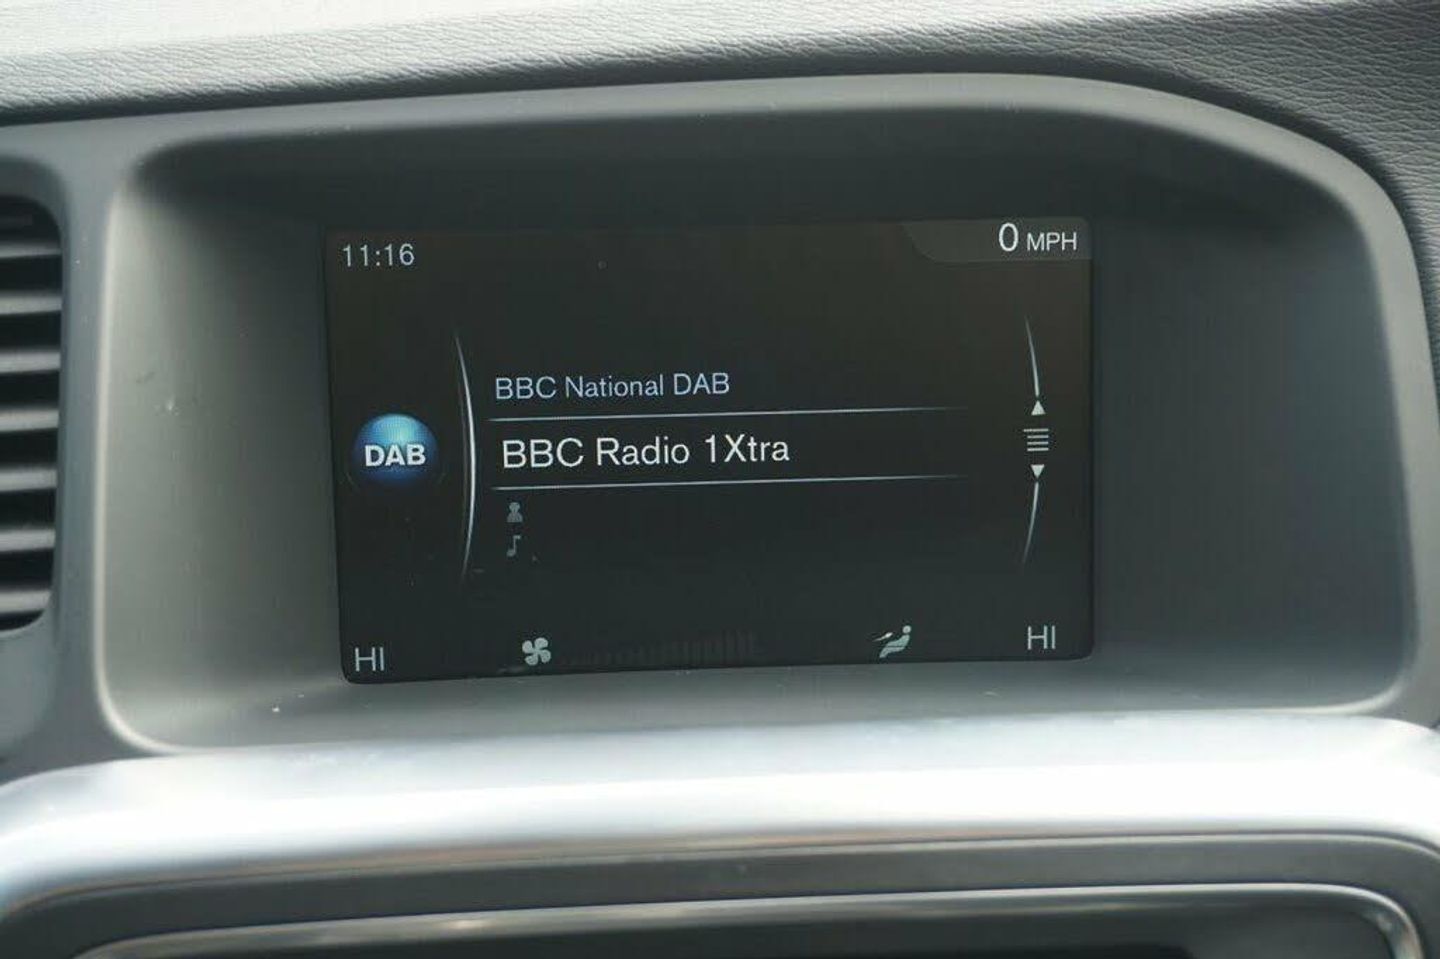 11:16
0 MPH
BBC National DAB
DAB
BBC Radio 1Xtra
HI
HI